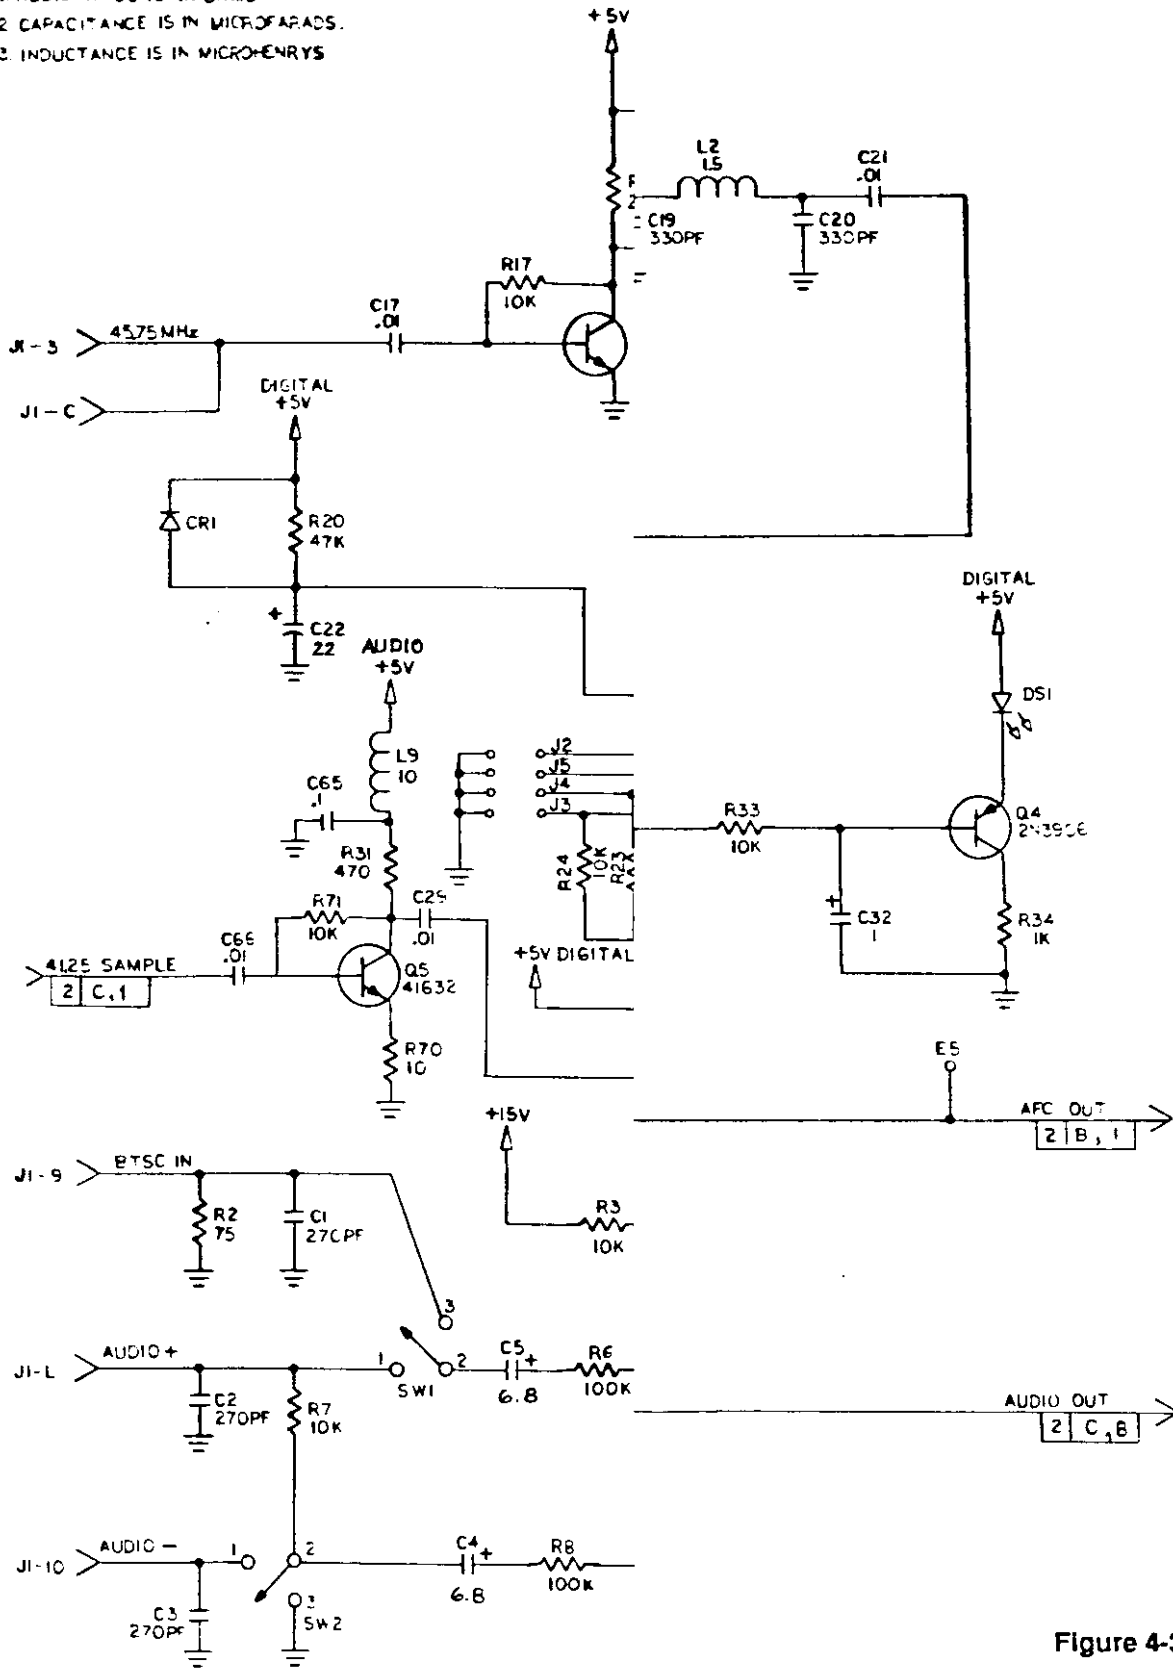 2 CAPACITANCE IS IN MICROFARADS.
3. INDUCTANCE IS IN MICROHENRYS
+5V
L2
1.5
C21
.01
C19
330PF
C20
330PF
R17
10K
C17
.01
J1-3
45.75 MHz
J1-C
DIGITAL
+5V
CR1
R20
47K
+
C22
22
AUDIO
+5V
DIGITAL
+5V
DS1
L9
10
J2
J5
J4
J3
C65
.1
R31
470
R24
10K
R23
R33
10K
Q4
2N3906
R71
10K
C29
.01
+
C32
1
R34
1K
C66
.01
41.25 SAMPLE
2 C,1
Q5
41632
+5V DIGITAL
R70
10
E5
+15V
AFC OUT
2 B, 1
J1-9
BTSC IN
R2
75
C1
270PF
R3
10K
3
J1-L
AUDIO +
1
2
SW1
C5
+
6.8
R6
100K
C2
270PF
R7
10K
AUDIO OUT
2 C,B
J1-10
AUDIO -
1
2
C4
+
6.8
R8
100K
C3
270PF
3
SW2
Figure 4-